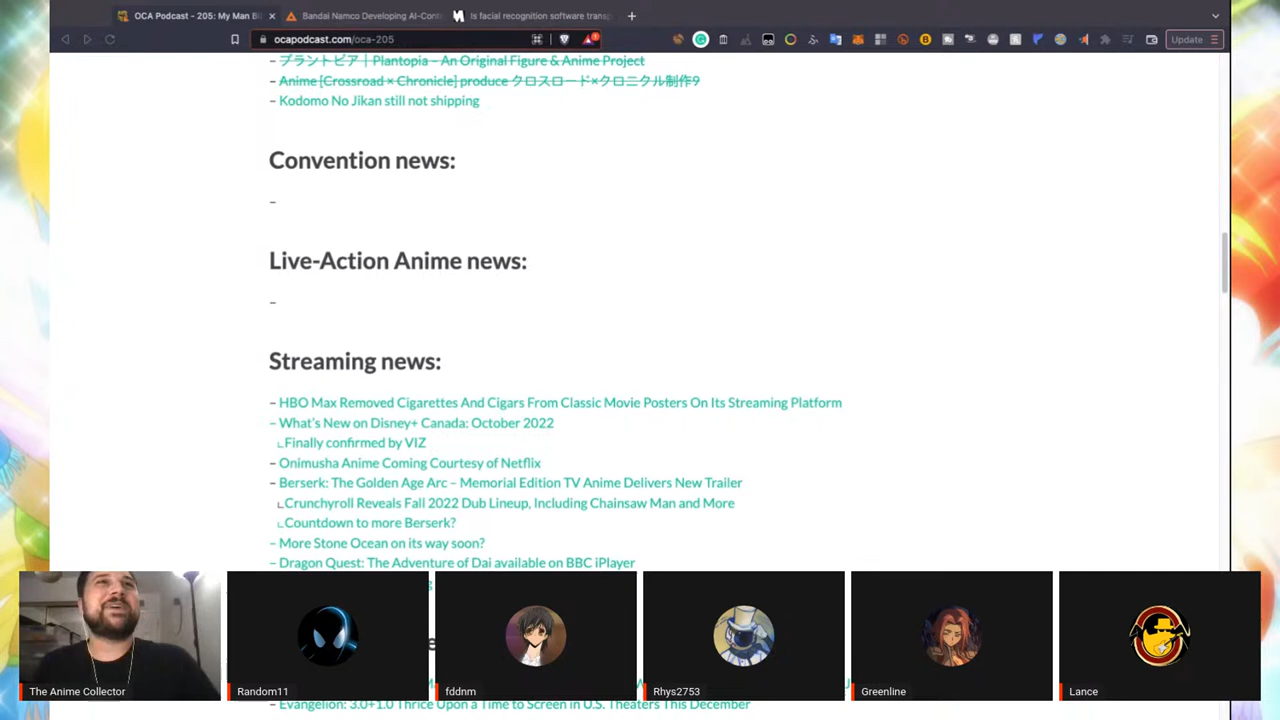 OCA Podcast - 205: My Man Bi
Bandai Namco Developing AI-Cont
Is facial recognition software transp
ocapodcast.com/oca-205
Update
– プラントピア｜Plantopia – An Original Figure & Anime Project
– Anime [Crossroad × Chronicle] produce クロスロード×クロニクル制作9
– Kodomo No Jikan still not shipping
Convention news:
–
Live-Action Anime news:
–
Streaming news:
– HBO Max Removed Cigarettes And Cigars From Classic Movie Posters On Its Streaming Platform
– What's New on Disney+ Canada: October 2022
∟Finally confirmed by VIZ
– Onimusha Anime Coming Courtesy of Netflix
– Berserk: The Golden Age Arc – Memorial Edition TV Anime Delivers New Trailer
∟Crunchyroll Reveals Fall 2022 Dub Lineup, Including Chainsaw Man and More
∟Countdown to more Berserk?
– More Stone Ocean on its way soon?
– Dragon Quest: The Adventure of Dai available on BBC iPlayer
– Evangelion: 3.0+1.0 Thrice Upon a Time to Screen in U.S. Theaters This December
The Anime Collector
Random11
fddnm
Rhys2753
Greenline
Lance